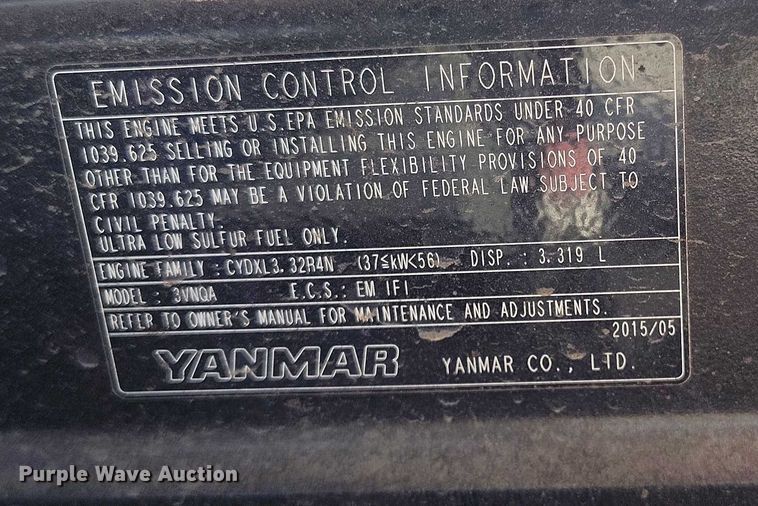 EMISSION CONTROL INFORMATION
THIS ENGINE MEETS U.S.EPA EMISSION STANDARDS UNDER 40 CFR
1039.625 SELLING OR INSTALLING THIS ENGINE FOR ANY PURPOSE
OTHER THAN FOR THE EQUIPMENT FLEXIBILITY PROVISIONS OF 40
CFR 1039.625 MAY BE A VIOLATION OF FEDERAL LAW SUBJECT TO
CIVIL PENALTY.
ULTRA LOW SULFUR FUEL ONLY.
ENGINE FAMILY : CYDXL3.32R4N (37≦kW<56) DISP. : 3.319 L
MODEL : 3VNQA E.C.S.: EM IFI
REFER TO OWNER'S MANUAL FOR MAINTENANCE AND ADJUSTMENTS.
2015/05
YANMAR YANMAR CO., LTD.
Purple Wave Auction